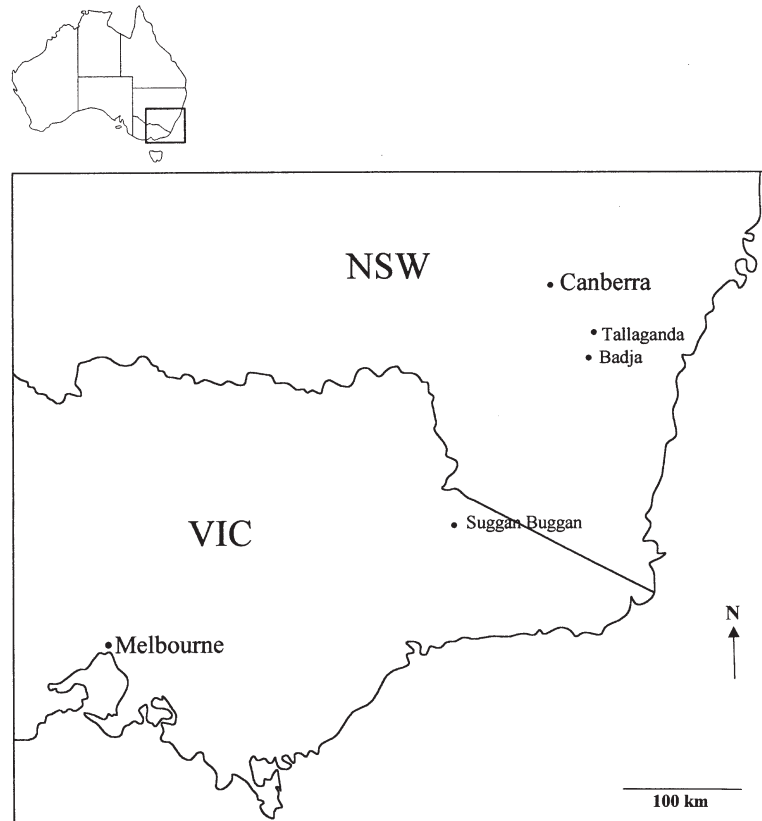 NSW
Canberra
Tallaganda
Badja
Suggan Buggan
VIC
Melbourne
N
100 km